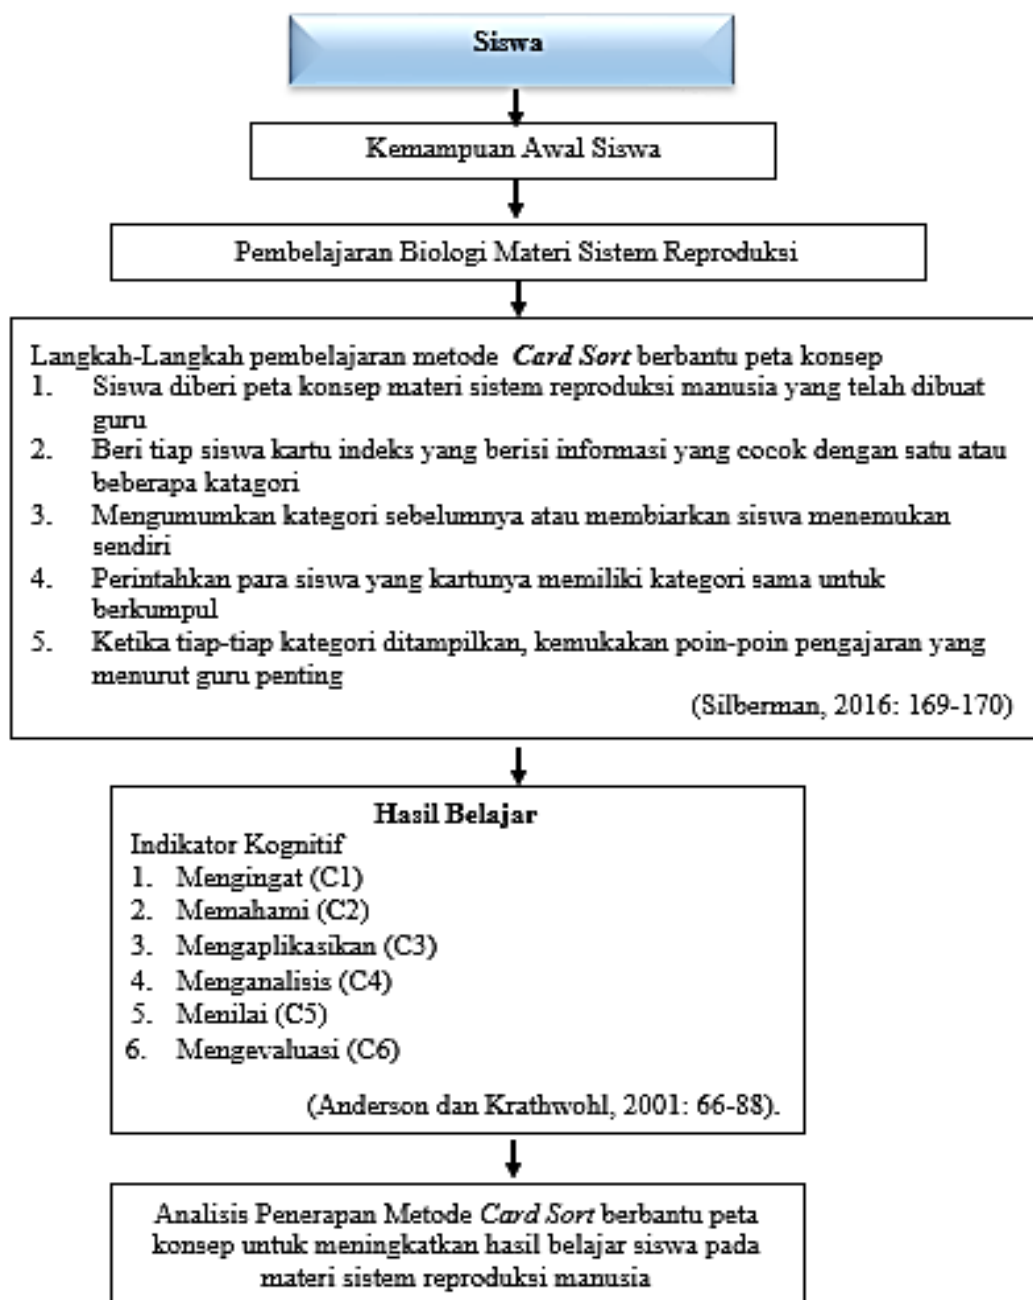 Siswa
Kemampuan Awal Siswa
Pembelajaran Biologi Materi Sistem Reproduksi
Langkah-Langkah pembelajaran metode Card Sort berbantu peta konsep
1. Siswa diberi peta konsep materi sistem reproduksi manusia yang telah dibuat
guru
2. Beri tiap siswa kartu indeks yang berisi informasi yang cocok dengan satu atau
beberapa katagori
3. Mengumumkan kategori sebelumnya atau membiarkan siswa menemukan
sendiri
4. Perintahkan para siswa yang kartunya memiliki kategori sama untuk
berkumpul
5. Ketika tiap-tiap kategori ditampilkan, kemukakan poin-poin pengajaran yang
menurut guru penting
(Silberman, 2016: 169-170)
Hasil Belajar
Indikator Kognitif
1. Mengingat (C1)
2. Memahami (C2)
3. Mengaplikasikan (C3)
4. Menganalisis (C4)
5. Menilai (C5)
6. Mengevaluasi (C6)
(Anderson dan Krathwohl, 2001: 66-88).
Analisis Penerapan Metode Card Sort berbantu peta
konsep untuk meningkatkan hasil belajar siswa pada
materi sistem reproduksi manusia